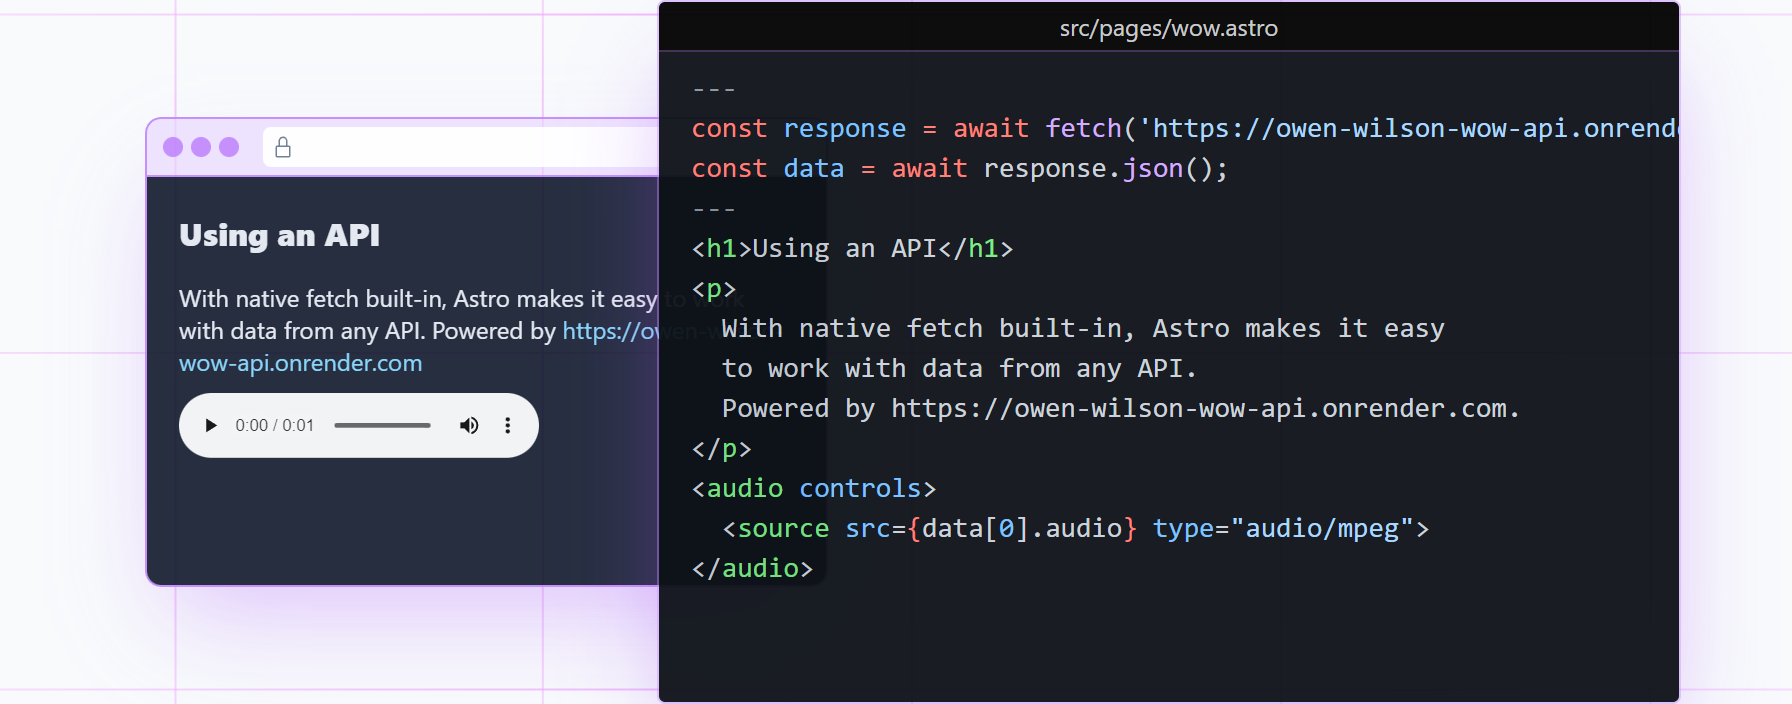 src/pages/wow.astro
Using an API
With native fetch built-in, Astro makes it easy to work
with data from any API. Powered by https://owen-w
wow-api.onrender.com
0:00 / 0:01
---
const response = await fetch('https://owen-wilson-wow-api.onrend
const data = await response.json();
---
<h1>Using an API</h1>
<p>
With native fetch built-in, Astro makes it easy
to work with data from any API.
Powered by https://owen-wilson-wow-api.onrender.com.
</p>
<audio controls>
<source src={data[0].audio} type="audio/mpeg">
</audio>